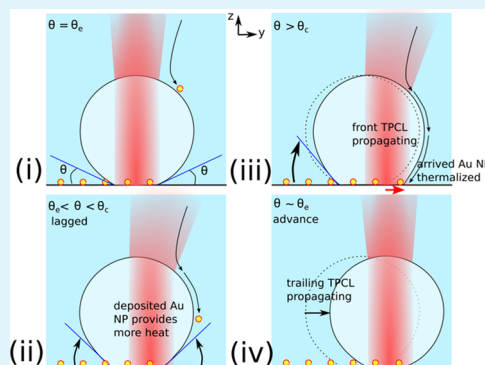 θ = θe
z
y
θ > θc
front TPCL
propagating
(i)
θ
θ
(iii)
arrived Au
thermalized
θe< θ <θc
lagged
θ ~ θe
advance
trailing TPCL
propagating
deposited Au
NP provides
more heat
(ii)
(iv)